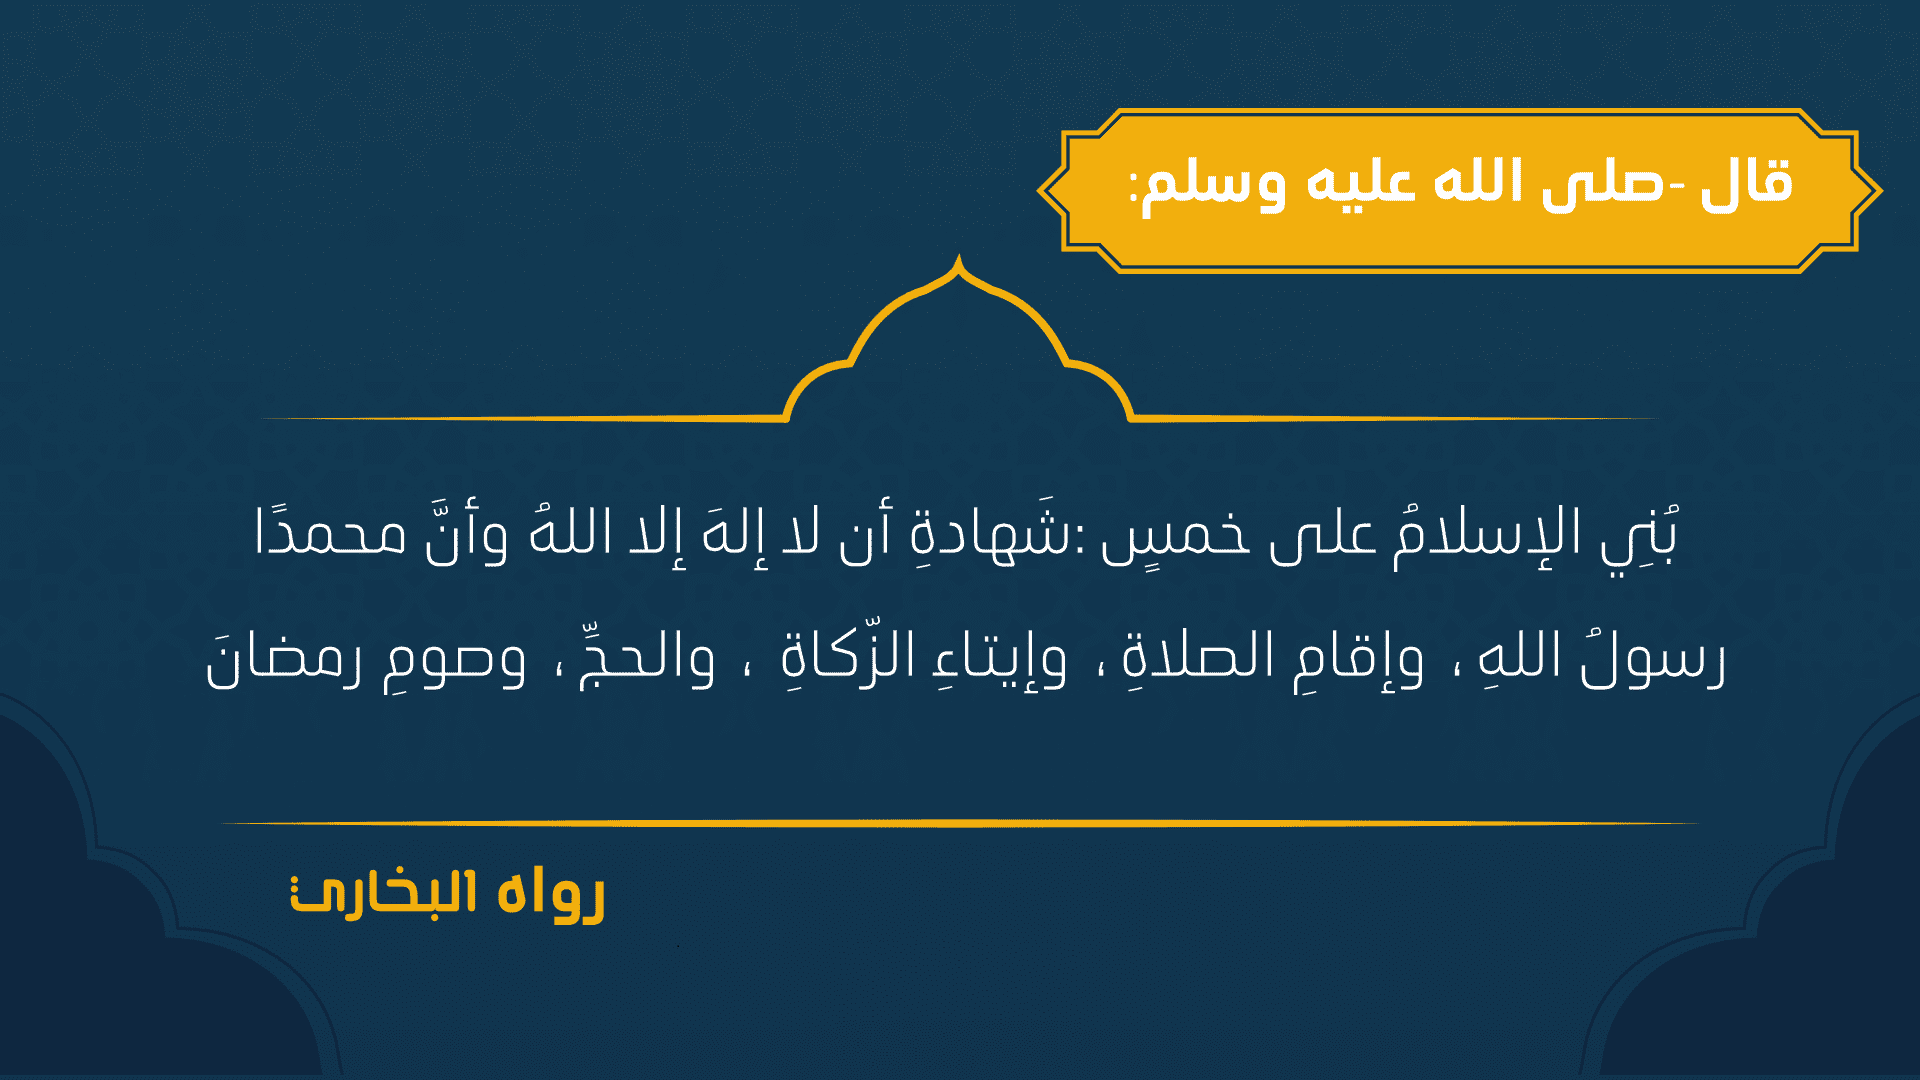 قال -صلى الله عليه وسلم:
بُنِي الإسلامُ على خمسٍ :شَهادةِ أن لا إلهَ إلا اللهُ وأنَّ محمدًا
رسولُ اللهِ ، وإقامِ الصلاةِ ، وإيتاءِ الزّكاةِ ، والحجِّ ، وصومِ رمضانَ
رواه البخاري